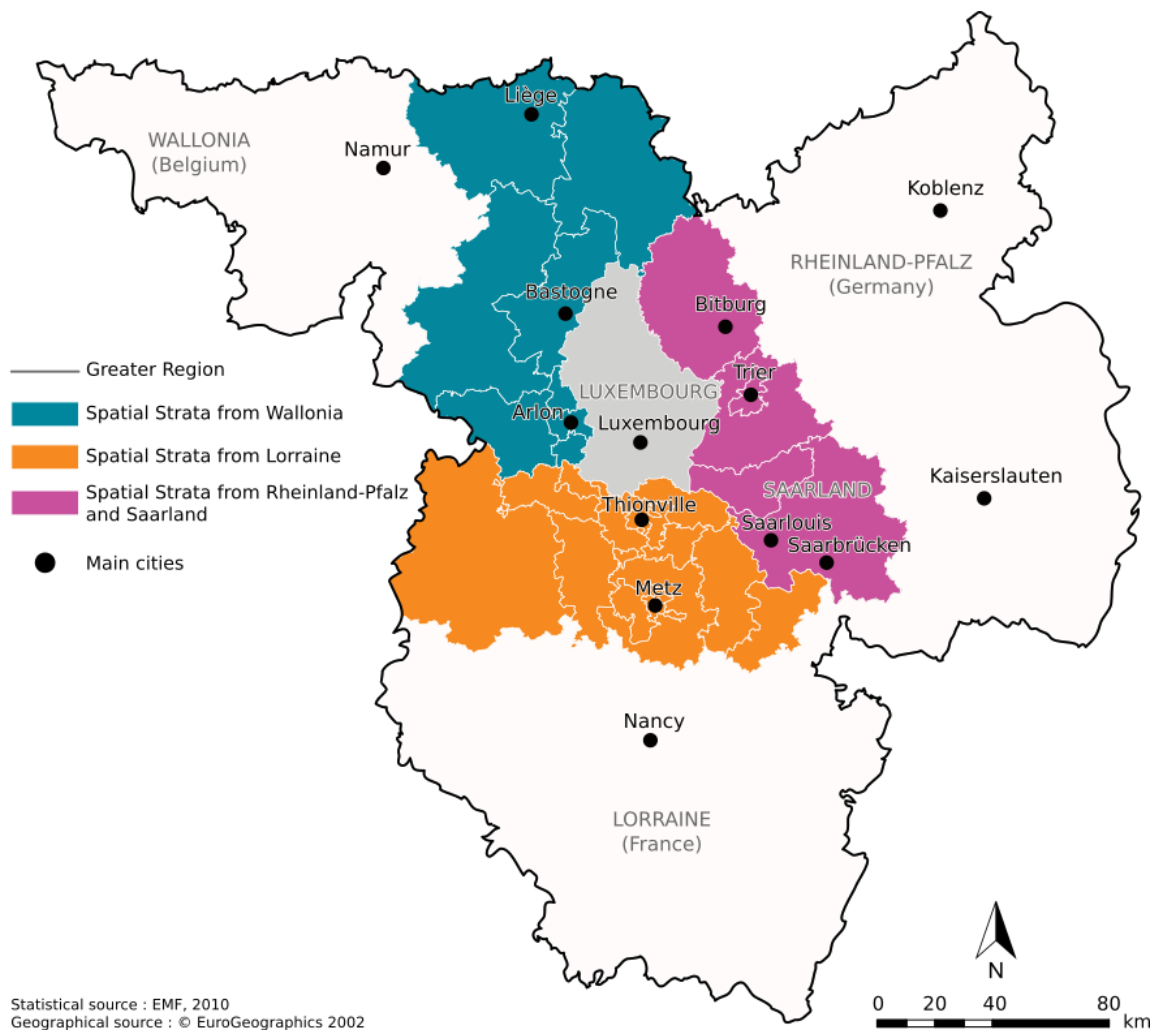 Liège
WALLONIA
(Belgium)
Namur
Koblenz
RHEINLAND-PFALZ
(Germany)
Bastogne
Bitburg
Greater Region
Trier
LUXEMBOURG
Spatial Strata from Wallonia
Arlon
Luxembourg
Spatial Strata from Lorraine
Kaiserslauten
SAARLAND
Spatial Strata from Rheinland-Pfalz
and Saarland
Thionville
Saarlouis
Saarbrücken
Main cities
Metz
Nancy
LORRAINE
(France)
N
Statistical source : EMF, 2010
Geographical source : © EuroGeographics 2002
0 20 40 80
km